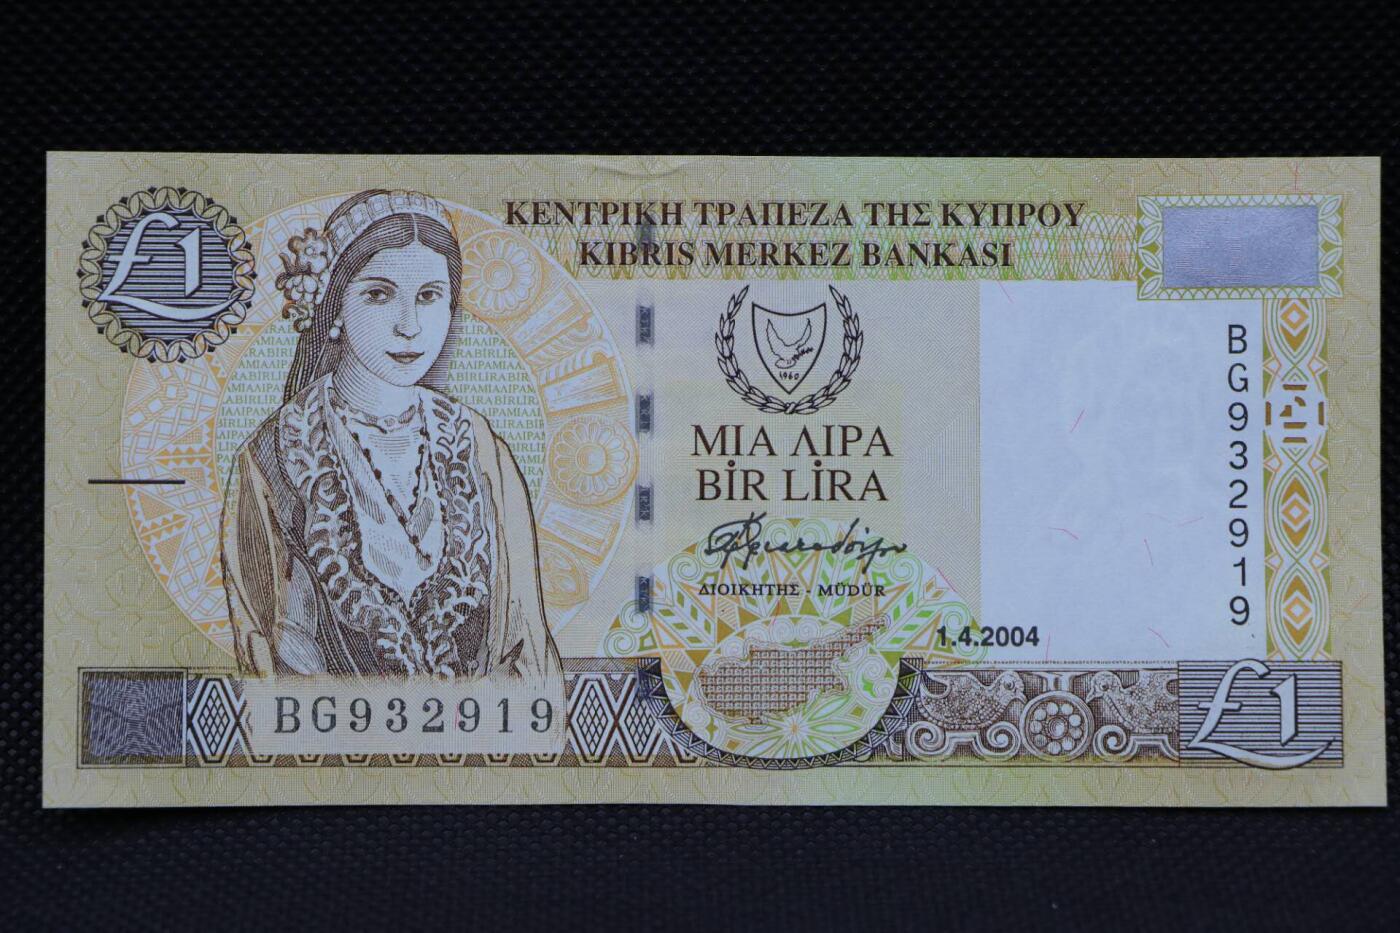 £1
ΚΕΝΤΡΙΚΗ ΤΡΑΠΕΖΑ ΤΗΣ ΚΥΠΡΟΥ
KIBRIS MERKEZ BANKASI
1960
ΜΙΑ ΛΙΡΑ
BİR LİRA
ΔΙΟΙΚΗΤΗΣ - MÜDÜR
1.4.2004
BG932919
BG932919
£1